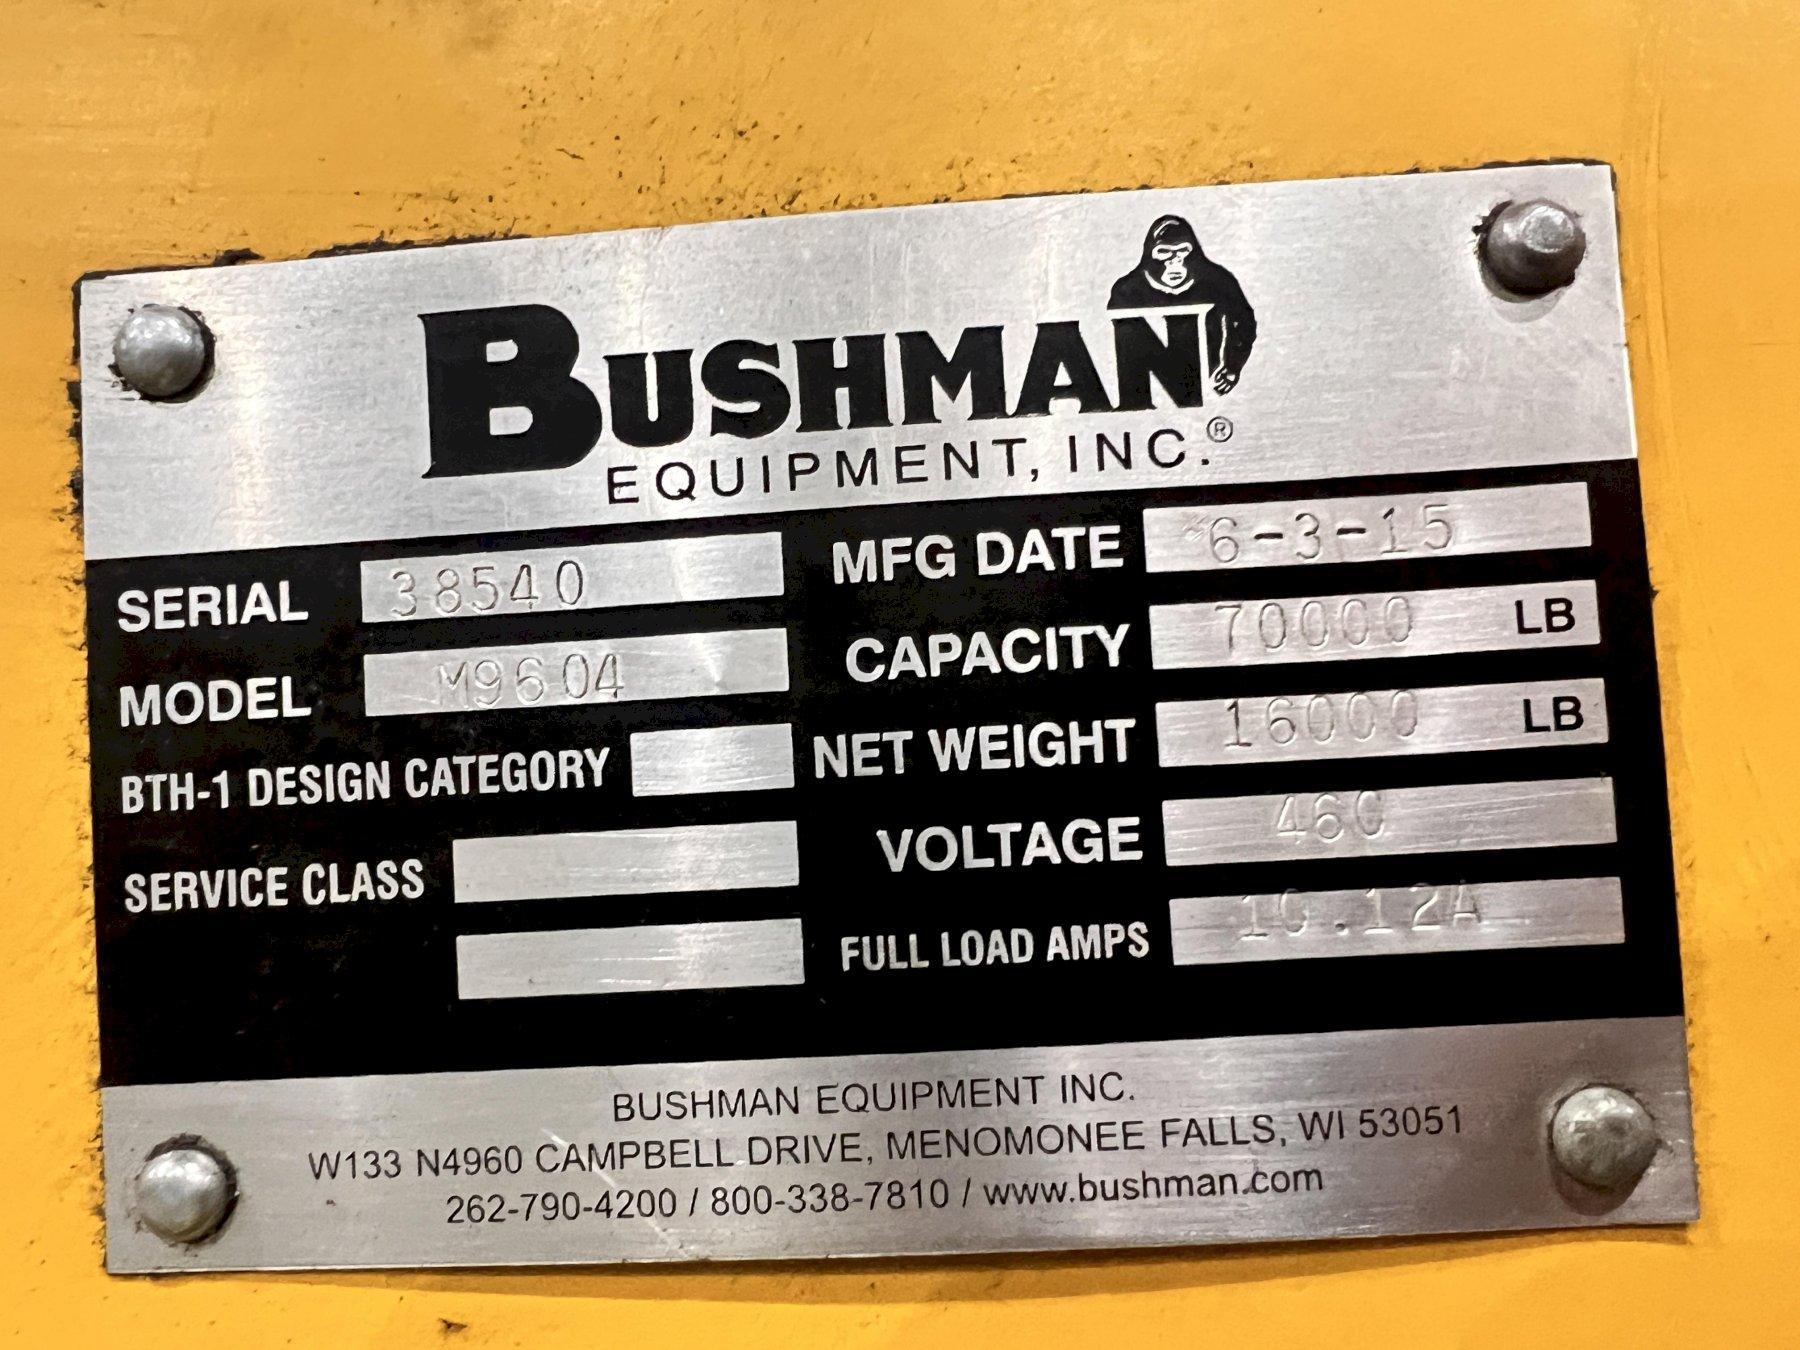 BUSHMAN
EQUIPMENT, INC.®
SERIAL 38540
MODEL M9604
BTH-1 DESIGN CATEGORY
SERVICE CLASS
MFG DATE 6-3-15
CAPACITY 70000 LB
NET WEIGHT 16000 LB
VOLTAGE 460
FULL LOAD AMPS 10.12A
BUSHMAN EQUIPMENT INC.
W133 N4960 CAMPBELL DRIVE, MENOMONEE FALLS, WI 53051
262-790-4200 / 800-338-7810 / www.bushman.com